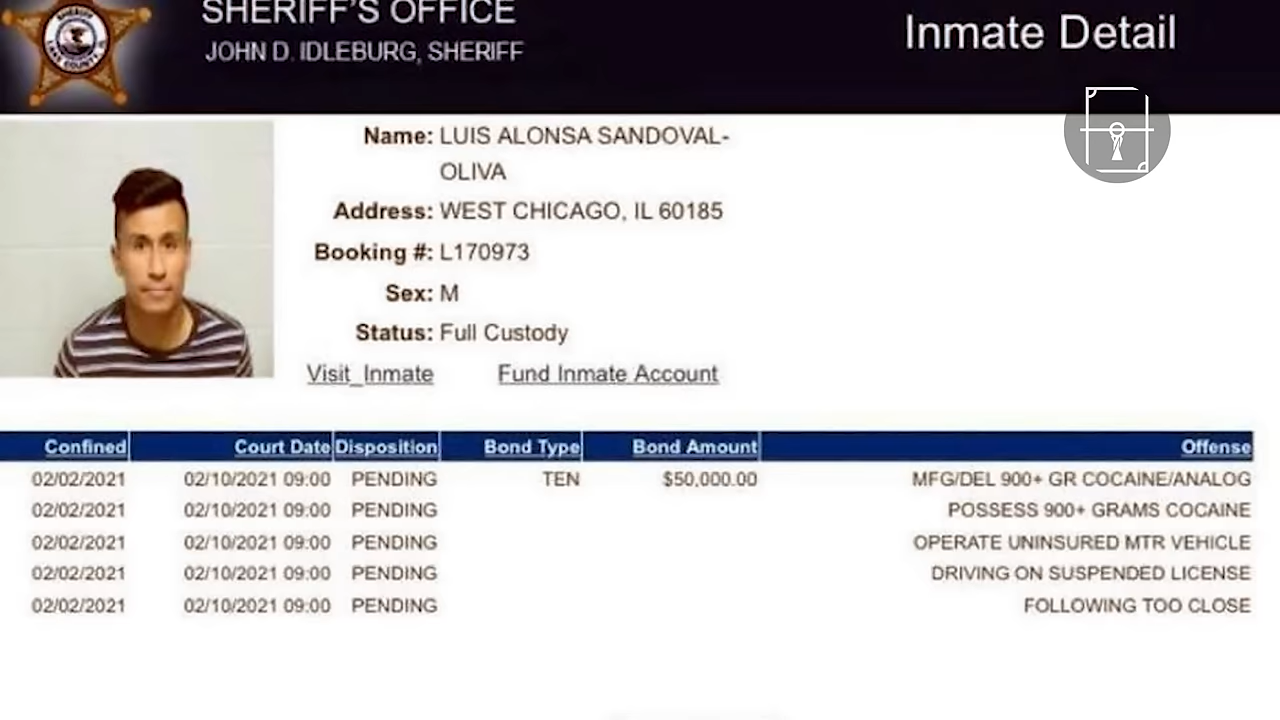 SHERIFF'S OFFICE
JOHN D. IDLEBURG, SHERIFF
Inmate Detail
Name: LUIS ALONSA SANDOVAL-
OLIVA
Address: WEST CHICAGO, IL 60185
Booking #: L170973
Sex: M
Status: Full Custody
Visit_Inmate Fund Inmate Account
Confined Court Date Disposition Bond Type Bond Amount Offense
02/02/2021 02/10/2021 09:00 PENDING TEN $50,000.00 MFG/DEL 900+ GR COCAINE/ANALOG
02/02/2021 02/10/2021 09:00 PENDING POSSESS 900+ GRAMS COCAINE
02/02/2021 02/10/2021 09:00 PENDING OPERATE UNINSURED MTR VEHICLE
02/02/2021 02/10/2021 09:00 PENDING DRIVING ON SUSPENDED LICENSE
02/02/2021 02/10/2021 09:00 PENDING FOLLOWING TOO CLOSE